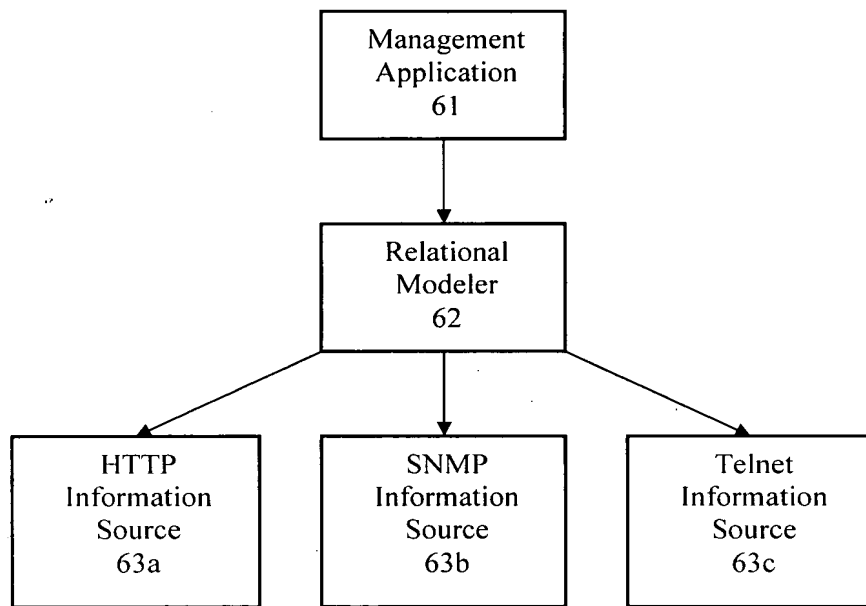 Management
Application
61
Relational
Modeler
62
HTTP
Information
Source
63a
SNMP
Information
Source
63b
Telnet
Information
Source
63c